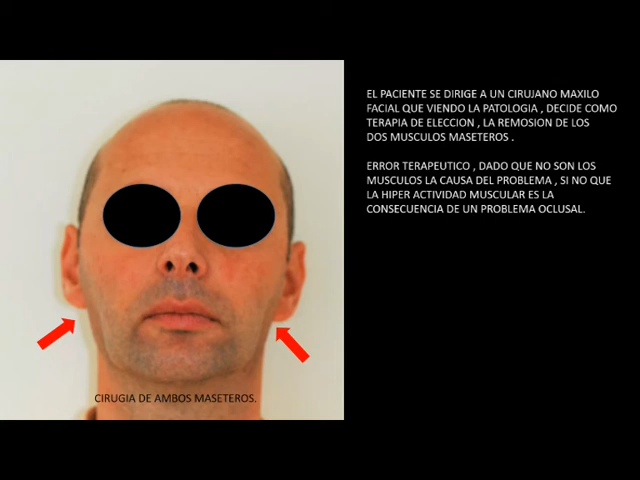 EL PACIENTE SE DIRIGE A UN CIRUJANO MAXILO
FACIAL QUE VIENDO LA PATOLOGIA , DECIDE COMO
TERAPIA DE ELECCION , LA REMOSION DE LOS
DOS MUSCULOS MASETEROS .
ERROR TERAPEUTICO , DADO QUE NO SON LOS
MUSCULOS LA CAUSA DEL PROBLEMA , SI NO QUE
LA HIPER ACTIVIDAD MUSCULAR ES LA
CONSECUENCIA DE UN PROBLEMA OCLUSAL.
CIRUGIA DE AMBOS MASETEROS.